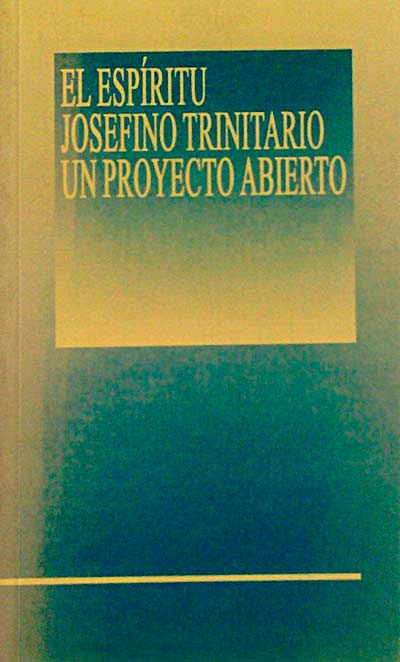 EL ESPÍRITU
JOSEFINO TRINITARIO
UN PROYECTO ABIERTO